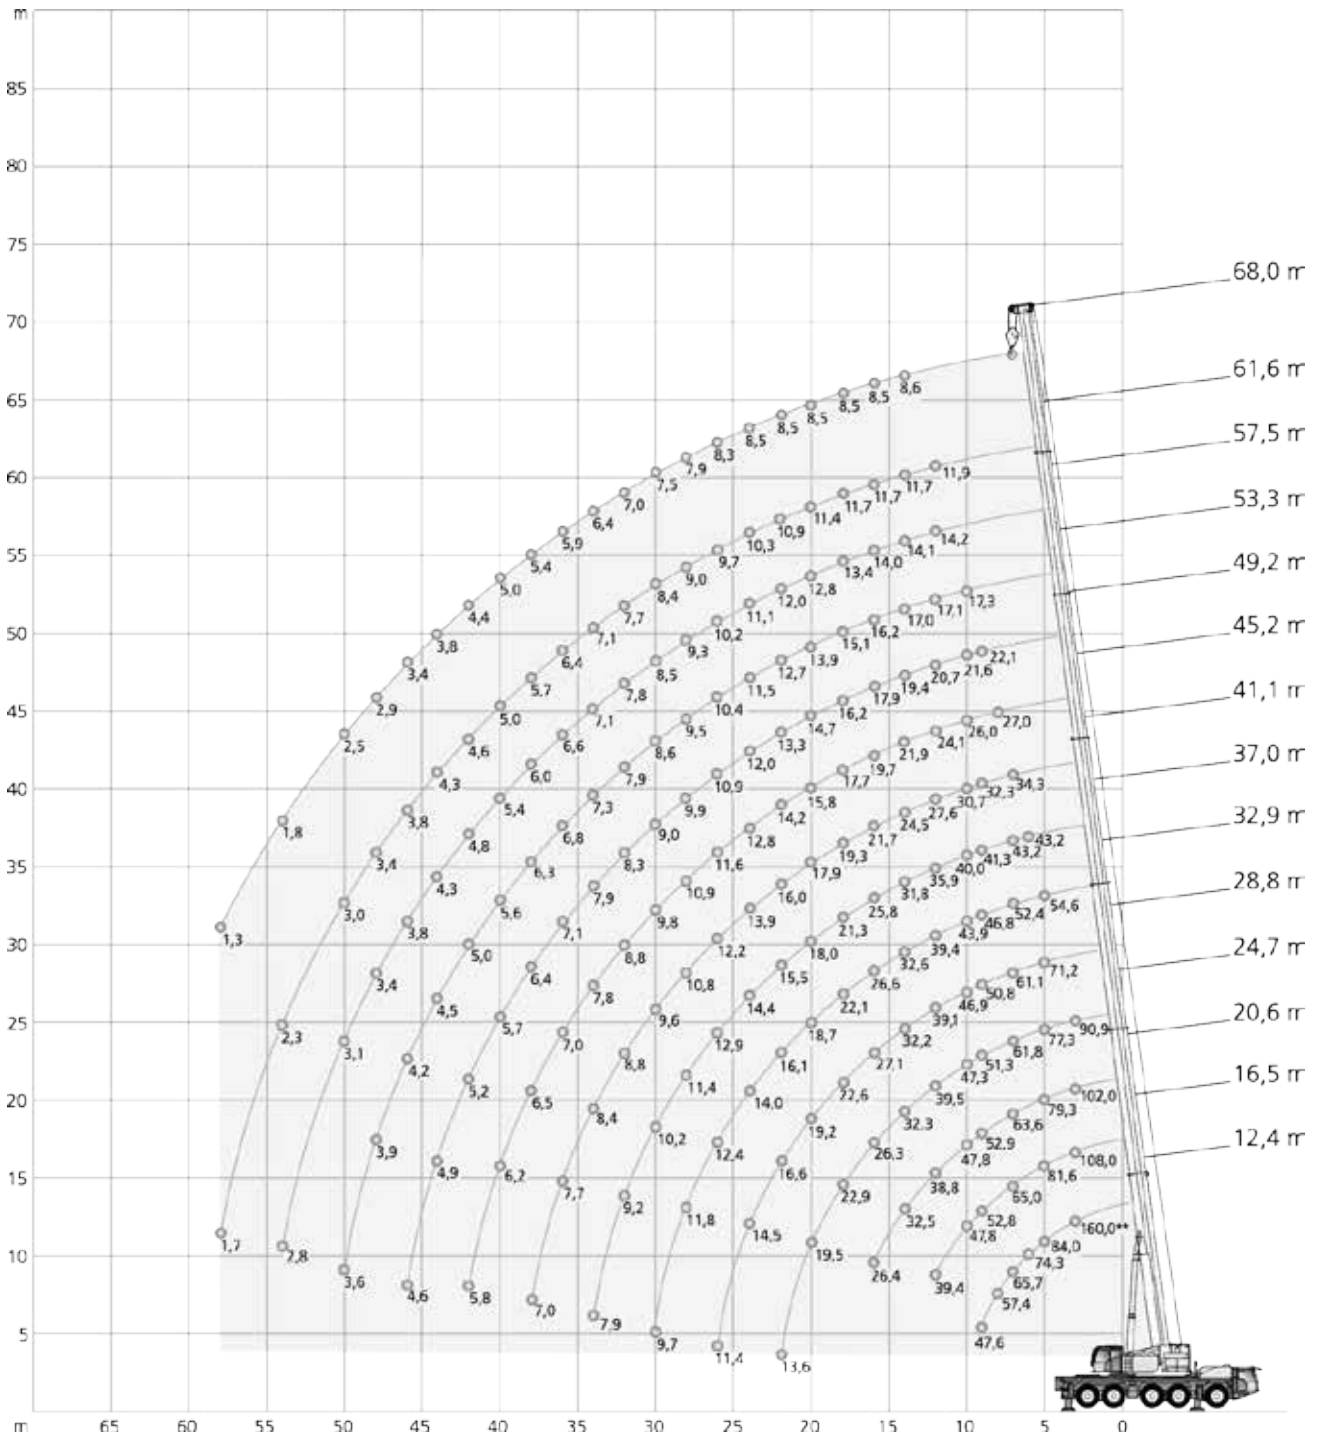 m
85
80
75
70
65
60
55
50
45
40
35
30
25
20
15
10
5
68,0 m
61,6 m
57,5 m
53,3 m
49,2 m
45,2 m
41,1 m
37,0 m
32,9 m
28,8 m
24,7 m
20,6 m
16,5 m
12,4 m
1,3 1,8 2,5 2,9 3,4 3,8 4,4 5,0 5,4 5,9 6,4 7,0 7,5 7,9 8,3 8,5 8,5 8,5 8,5 8,5 8,6
1,7 2,3 3,0 3,4 3,8 4,3 4,6 5,0 5,7 6,4 7,1 7,7 8,4 9,0 9,7 10,3 10,9 11,4 11,7 11,7 11,7 11,9
3,1 3,4 3,8 4,3 4,8 5,4 6,0 6,6 7,1 7,8 8,5 9,3 10,2 11,1 12,0 12,8 13,4 14,0 14,1 14,2
3,6 3,9 4,2 4,5 5,0 5,6 6,3 6,8 7,3 7,9 8,6 9,5 10,4 11,5 12,7 13,9 15,1 16,2 17,0 17,1 17,3
4,6 4,9 5,2 5,7 6,4 7,1 7,9 8,3 9,0 9,9 10,9 12,0 13,3 14,7 16,2 17,9 19,4 20,7 21,6 22,1
5,8 6,2 6,5 7,0 7,8 8,8 9,8 10,9 11,6 12,8 14,2 15,8 17,7 19,7 21,9 24,1 26,0 27,0
7,0 7,7 8,4 8,8 9,6 10,8 12,2 13,9 16,0 17,9 19,3 21,7 24,5 27,6 30,7 32,3 34,3
7,9 9,2 10,2 11,4 12,9 14,4 15,5 18,0 21,3 25,8 31,8 35,9 40,0 41,3 43,2 43,2
9,7 11,8 12,4 14,0 16,1 18,7 22,1 26,6 32,6 39,4 43,9 46,8 52,4 54,6
11,4 14,5 16,6 19,2 22,6 27,1 32,2 39,1 46,9 50,8 61,1 71,2
13,6 19,5 22,9 26,3 32,3 39,5 47,3 51,3 61,8 77,3 90,9
26,4 32,5 38,8 47,8 52,9 63,6 79,3 102,0
39,4 47,8 52,8 65,0 81,6 108,0
47,6 57,4 65,7 74,3 84,0 160,0**
m 65 60 55 50 45 40 35 30 25 20 15 10 5 0